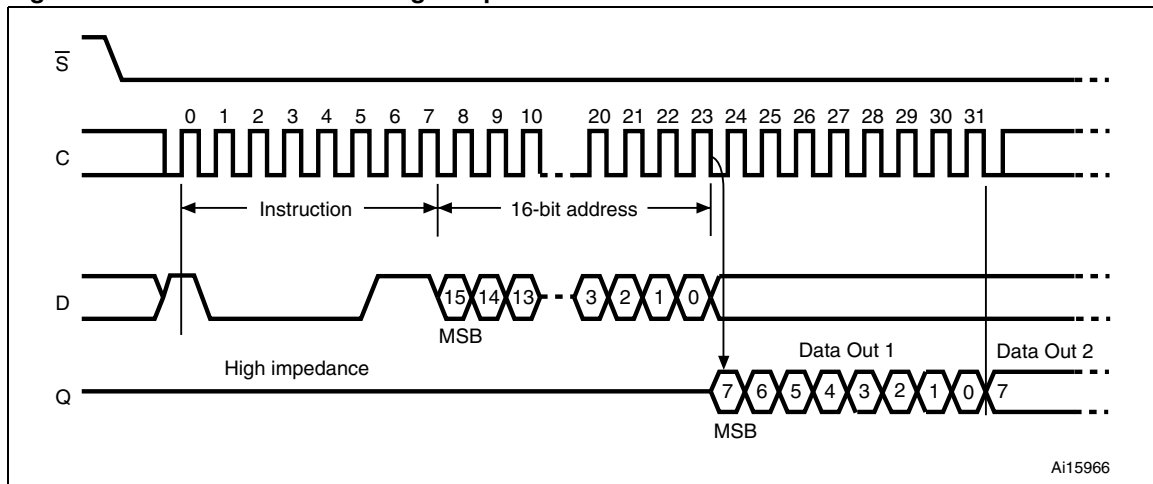 S
0 1 2 3 4 5 6 7 8 9 10 20 21 22 23 24 25 26 27 28 29 30 31
C
Instruction 16-bit address
D
15 14 13 3 2 1 0
MSB
High impedance
Data Out 1 Data Out 2
Q
7 6 5 4 3 2 1 0 7
MSB
Ai15966